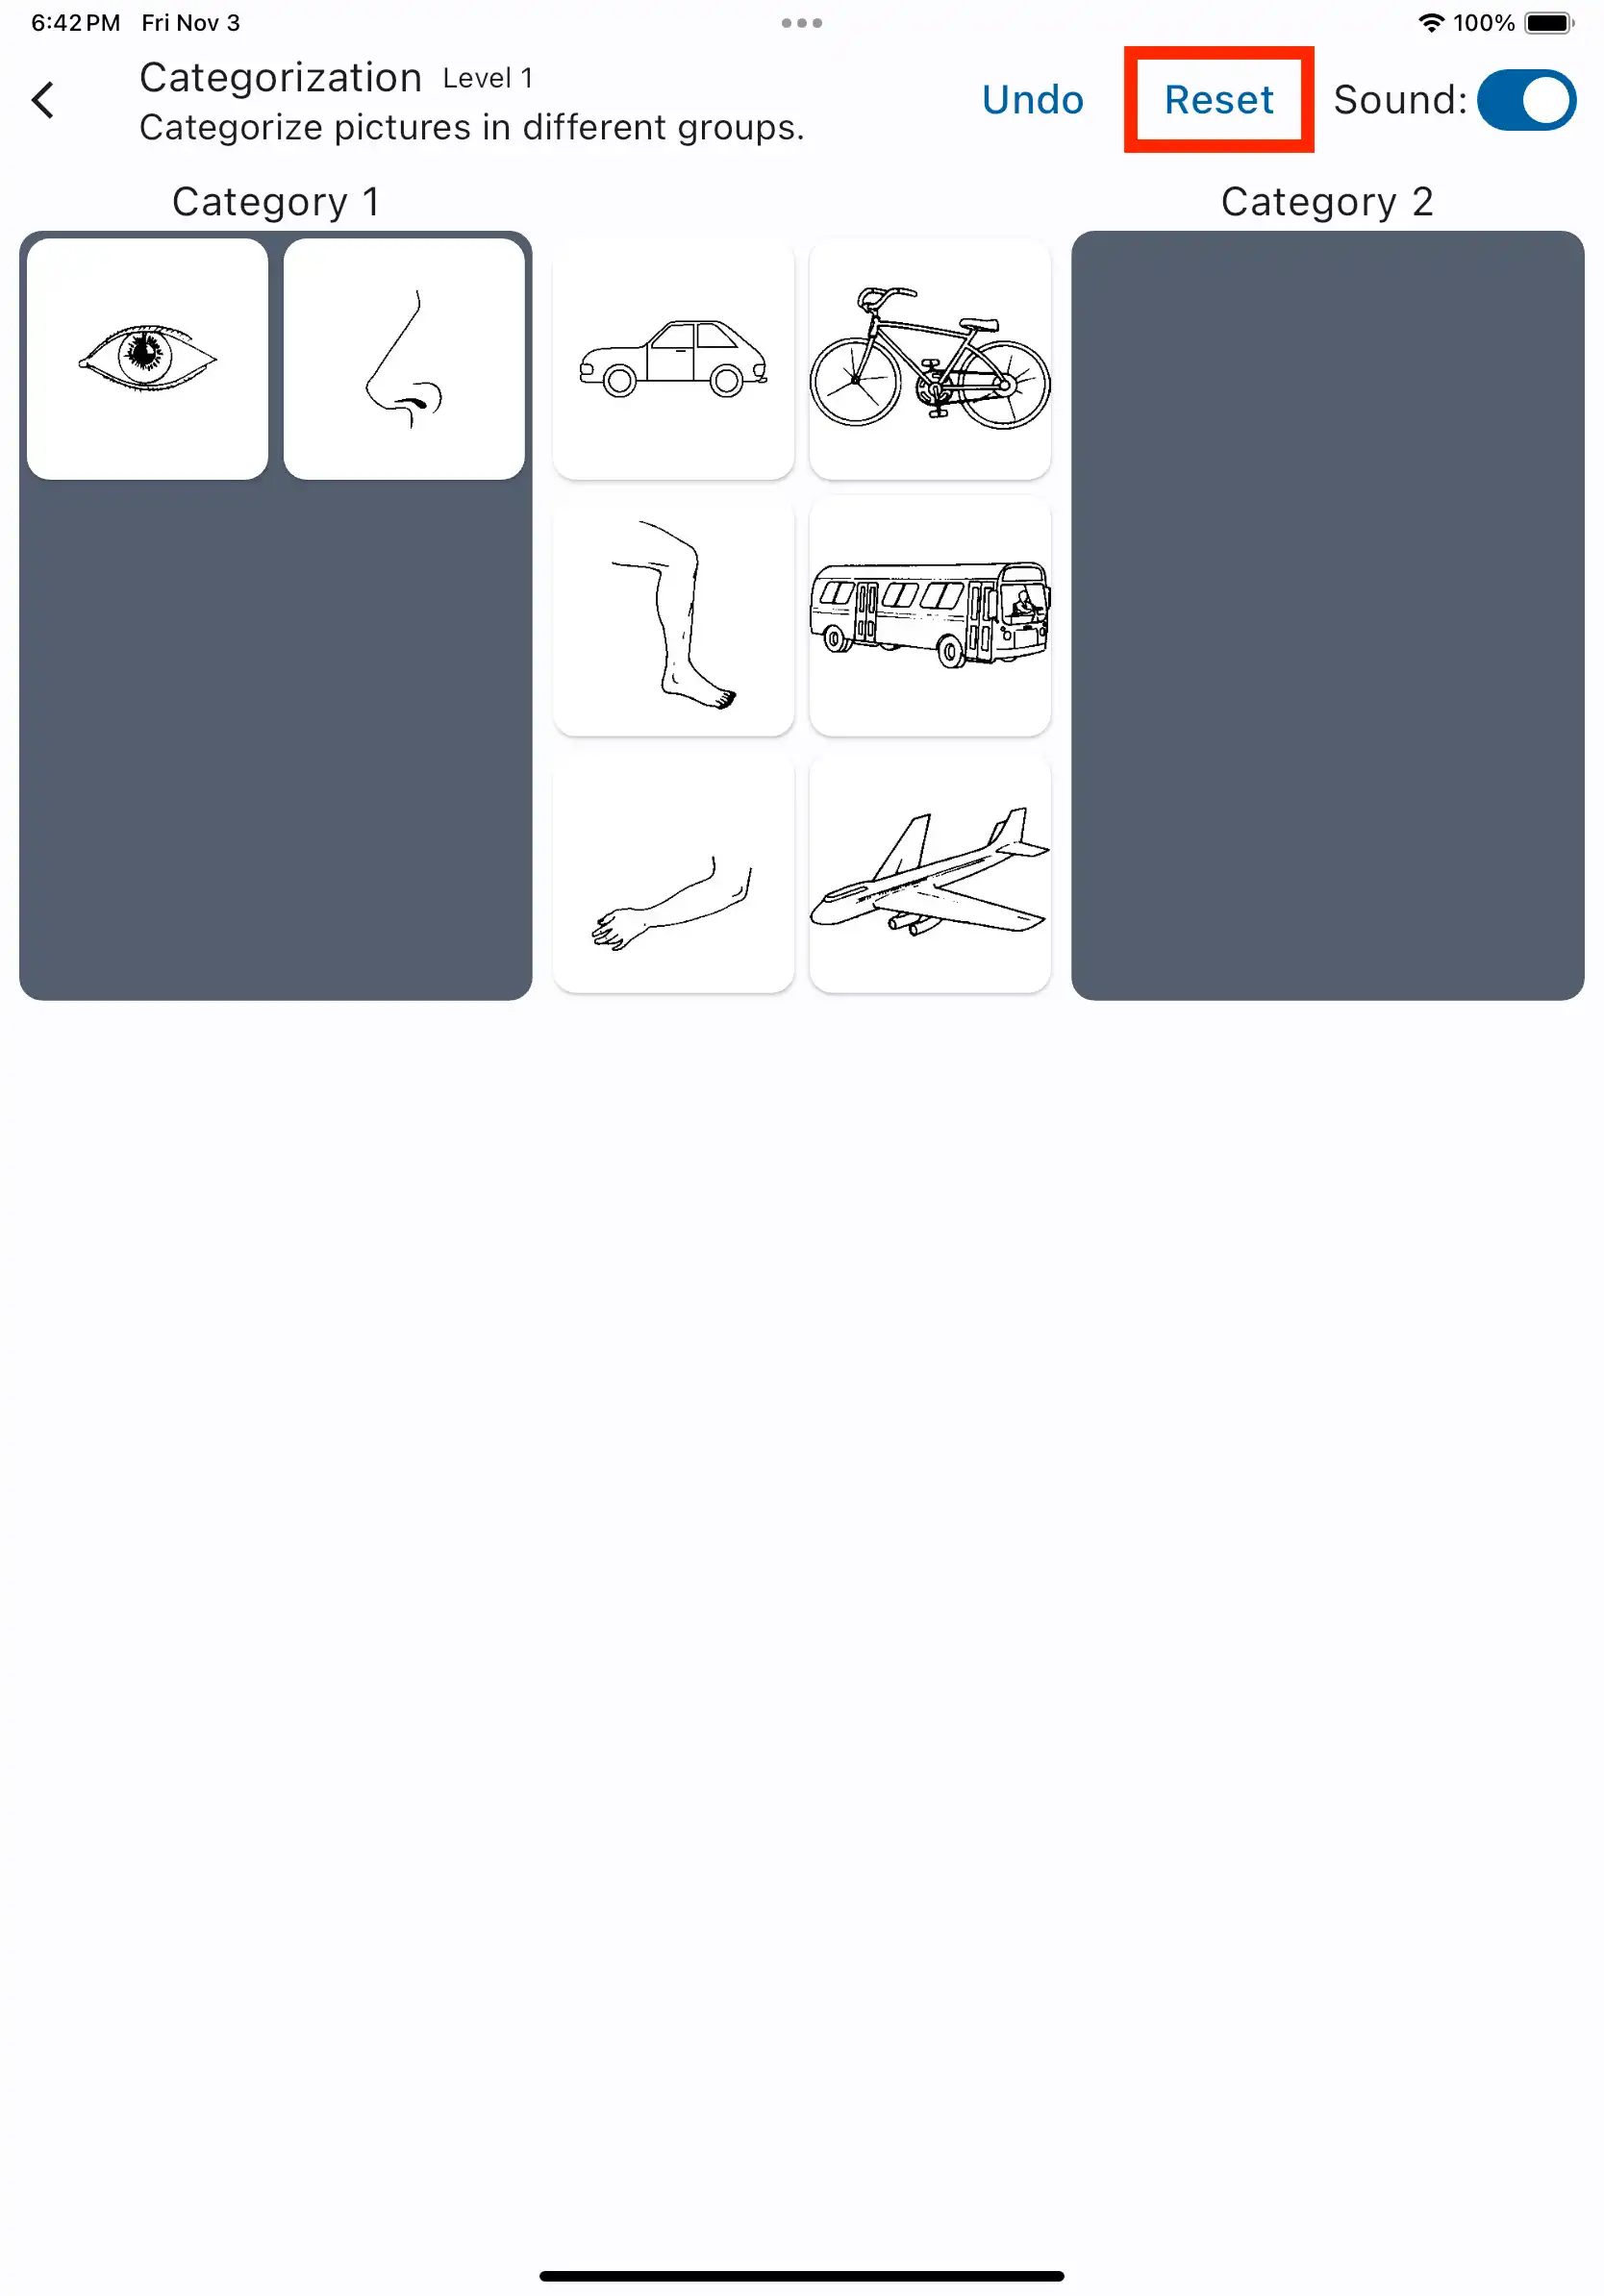 6:42 PM Fri Nov 3 100%
Categorization Level 1
Categorize pictures in different groups.
Undo Reset Sound:
Category 1 Category 2